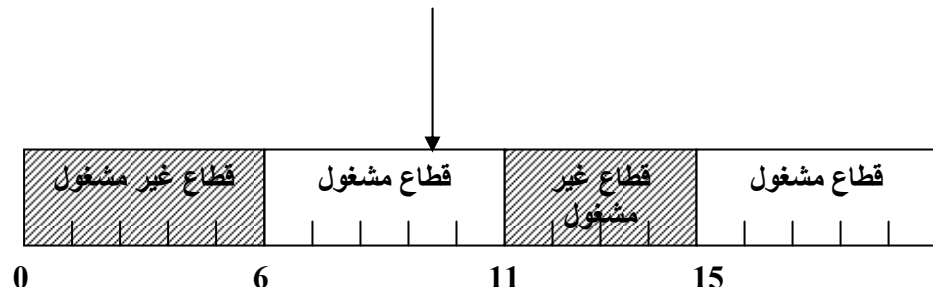 قطاع غير مشغول
قطاع مشغول
قطاع غير
مشغول
قطاع مشغول
0 6 11 15